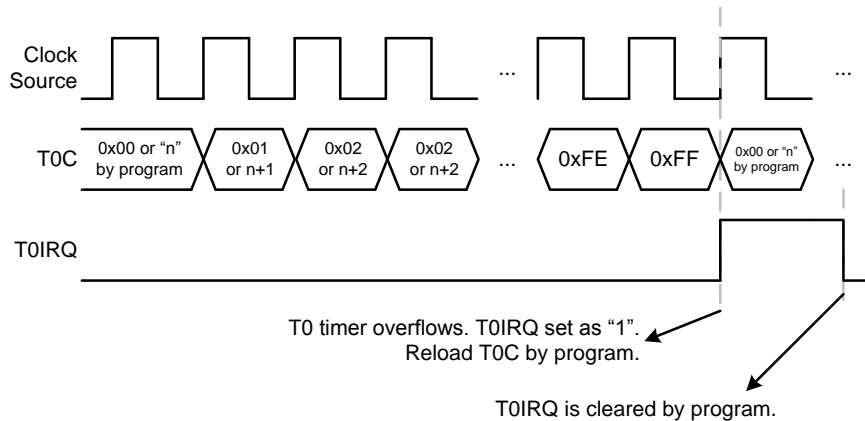 Clock
Source
...
...
T0C
0x00 or “n”
by program
0x01
or n+1
0x02
or n+2
0x02
or n+2
...
0xFE
0xFF
0x00 or “n”
by program
...
T0IRQ
T0 timer overflows. T0IRQ set as “1”.
Reload T0C by program.
T0IRQ is cleared by program.